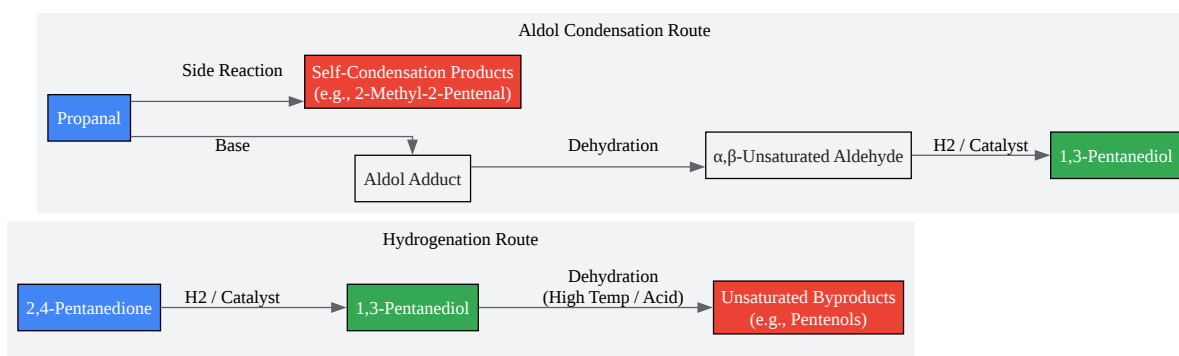 Aldol Condensation Route
Side Reaction
Self-Condensation Products
(e.g., 2-Methyl-2-Pentenal)
Propanal
Base
Aldol Adduct
Dehydration
α,β-Unsaturated Aldehyde
H2 / Catalyst
1,3-Pentanediol
Hydrogenation Route
2,4-Pentanedione
H2 / Catalyst
1,3-Pentanediol
Dehydration
(High Temp / Acid)
Unsaturated Byproducts
(e.g., Pentenols)